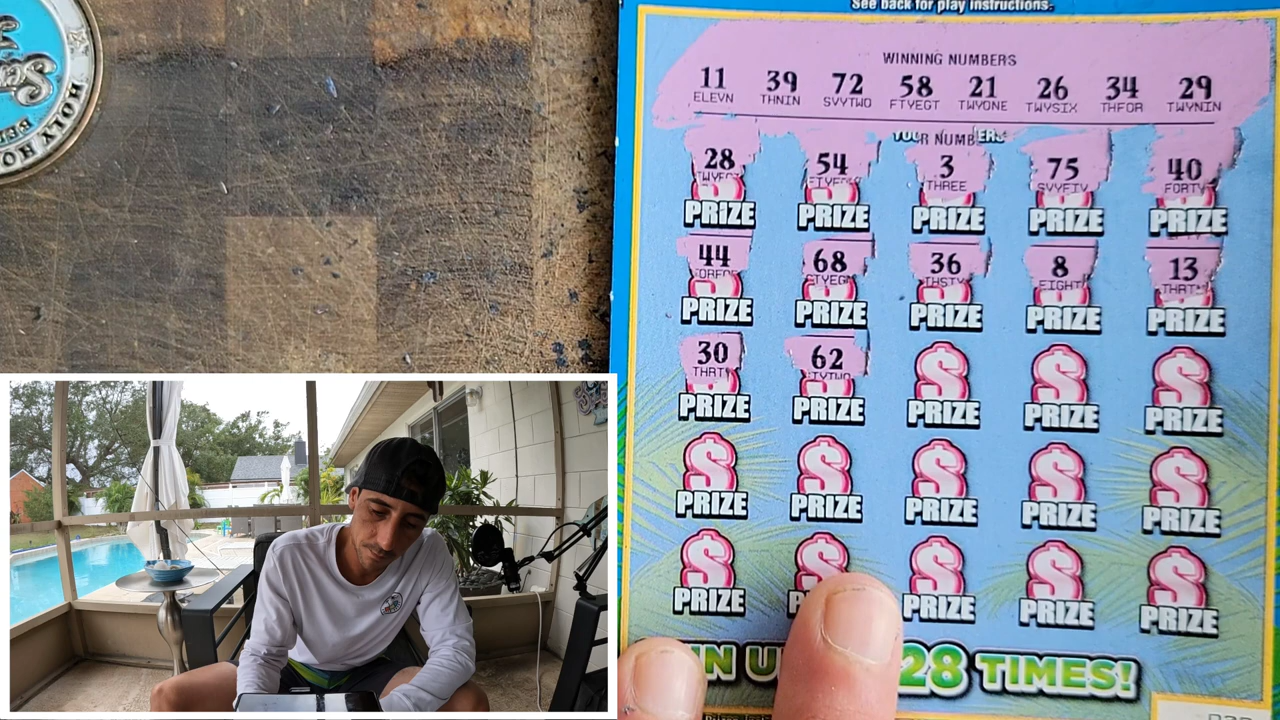 See back for play instructions.
WINNING NUMBERS
11 39 72 58 21 26 34 29
ELEVN THNIN SVYTWO FTYEGT TWYONE TWYSIX THFOR TWYNIN
YOUR NUMBERS
28 54 3 75 40
THREE SVYFIV FORTY
PRIZE PRIZE PRIZE PRIZE PRIZE
44 68 36 8 13
THSTY EIGHT
PRIZE PRIZE PRIZE PRIZE PRIZE
30 62 $ $ $
PRIZE PRIZE PRIZE PRIZE PRIZE
$ $ $ $ $
PRIZE PRIZE PRIZE PRIZE PRIZE
$ $ $ $ $
PRIZE PRIZE PRIZE PRIZE
28 TIMES!
HOLY